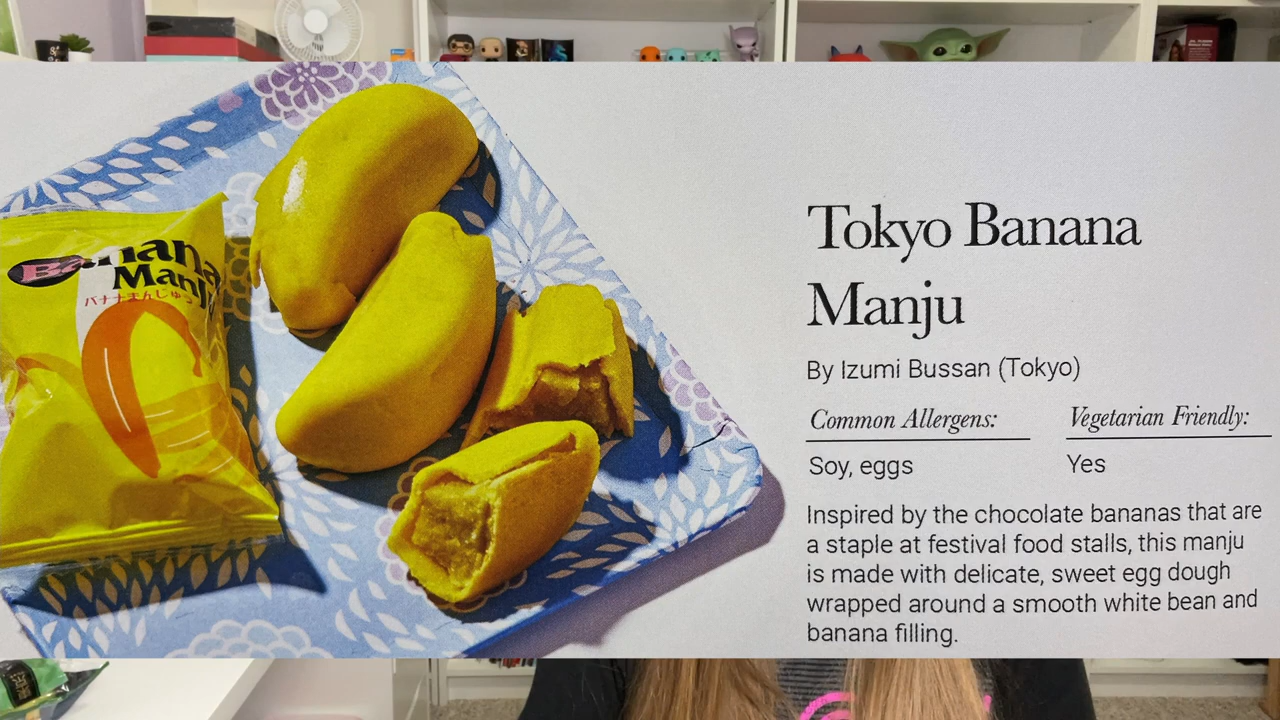 Banana
Manju
バナナまんじゅう
Tokyo Banana
Manju
By Izumi Bussan (Tokyo)
Common Allergens:
Vegetarian Friendly:
Soy, eggs
Yes
Inspired by the chocolate bananas that are
a staple at festival food stalls, this manju
is made with delicate, sweet egg dough
wrapped around a smooth white bean and
banana filling.